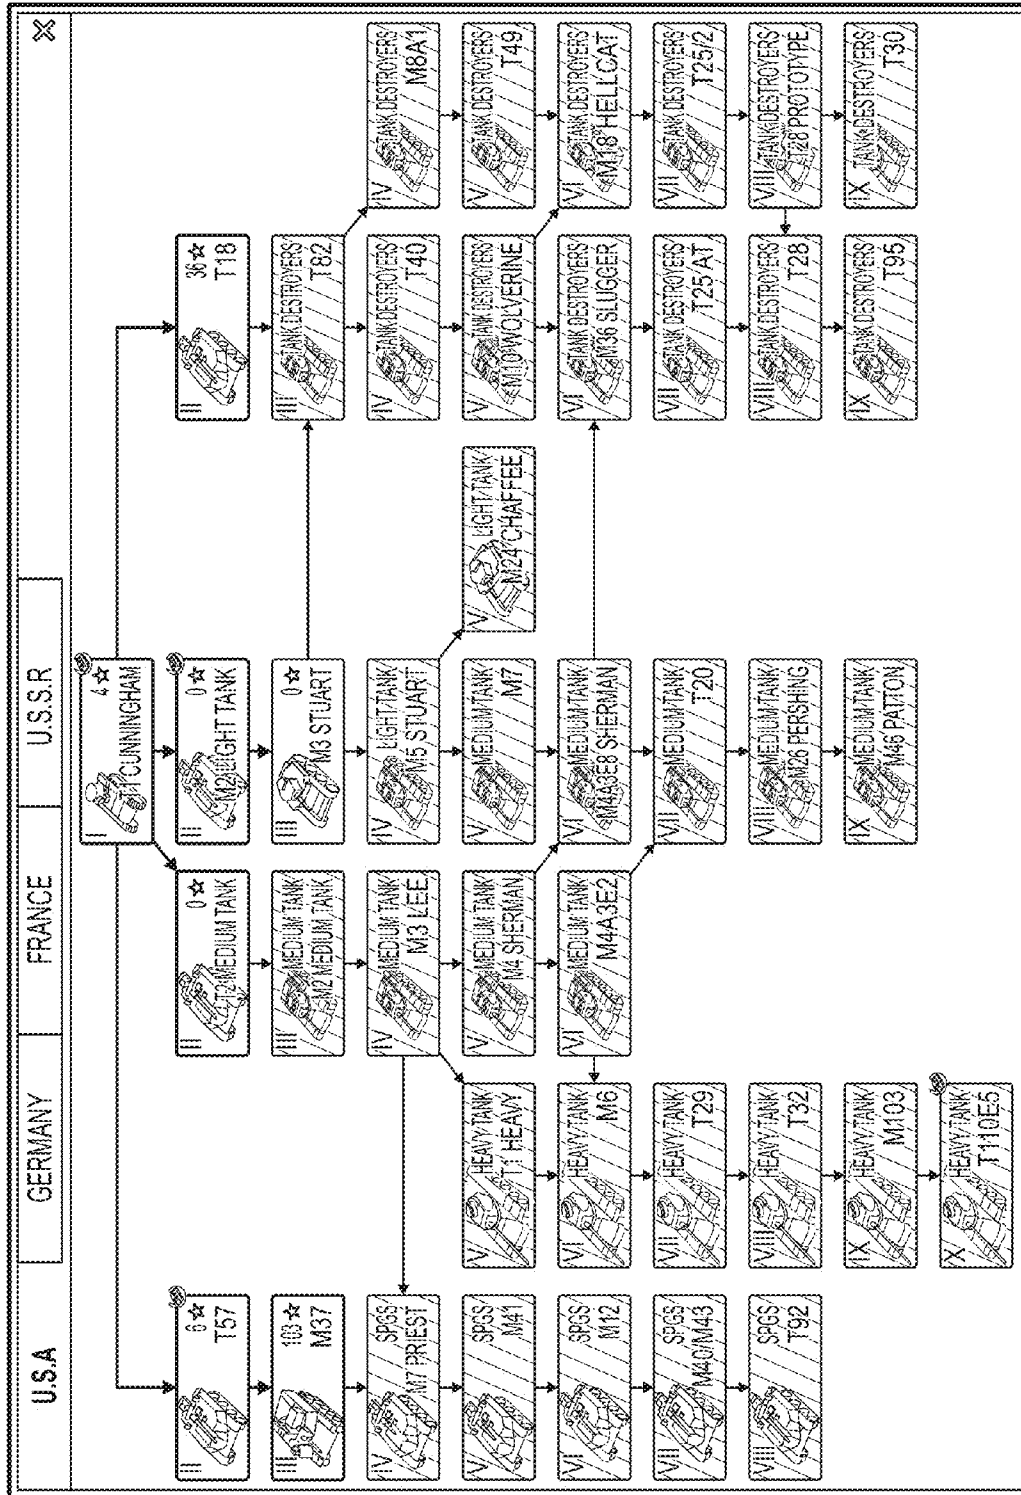 U.S.A
GERMANY
FRANCE
U.S.S.R
I
4
T1 CUNNINGHAM
II
6
T57
II
0
T2 MEDIUM TANK
II
0
M2 LIGHT TANK
II
36
T18
III
103
M37
III
MEDIUM TANK
M2 MEDIUM TANK
III
0
M3 STUART
III
TANK DESTROYERS
T82
IV
SPGS
M7 PRIEST
IV
MEDIUM TANK
M3 LEE
IV
LIGHT TANK
M5 STUART
IV
TANK DESTROYERS
T40
IV
TANK DESTROYERS
M8A1
V
SPGS
M41
V
HEAVY TANK
T1 HEAVY
V
MEDIUM TANK
M4 SHERMAN
V
MEDIUM TANK
M7
V
LIGHT TANK
M24 CHAFFEE
V
TANK DESTROYERS
M10 WOLVERINE
V
TANK DESTROYERS
T49
VI
SPGS
M12
VI
HEAVY TANK
M6
VI
MEDIUM TANK
M4A3E2
VI
MEDIUM TANK
M4A3E8 SHERMAN
VI
TANK DESTROYERS
M36 SLUGGER
VI
TANK DESTROYERS
M18 HELLCAT
VII
SPGS
M40/M43
VII
HEAVY TANK
T29
VII
MEDIUM TANK
T20
VII
TANK DESTROYERS
T25 AT
VII
TANK DESTROYERS
T25/2
VIII
SPGS
T92
VIII
HEAVY TANK
T32
VIII
MEDIUM TANK
M26 PERSHING
VIII
TANK DESTROYERS
T28
VIII
TANK DESTROYERS
T28 PROTOTYPE
IX
HEAVY TANK
M103
IX
MEDIUM TANK
M46 PATTON
IX
TANK DESTROYERS
T95
IX
TANK DESTROYERS
T30
X
HEAVY TANK
T110E5